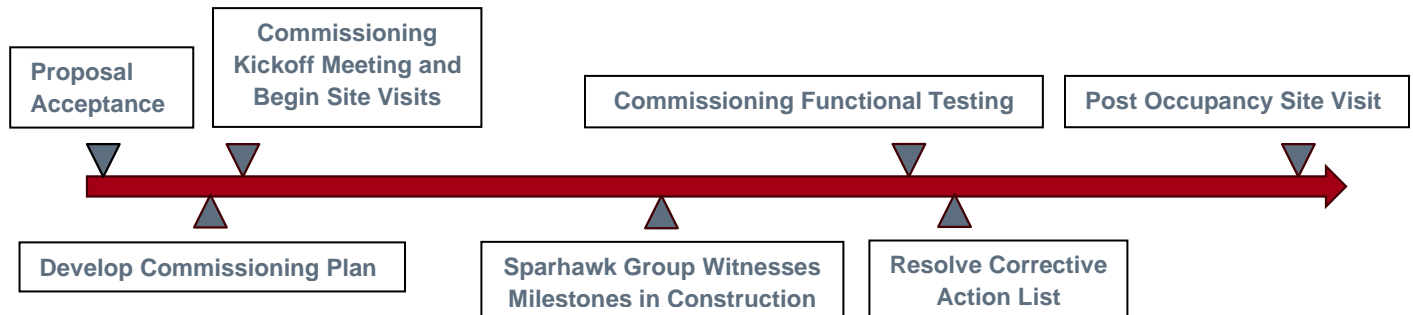 Proposal
Acceptance
Commissioning
Kickoff Meeting and
Begin Site Visits
Commissioning Functional Testing
Post Occupancy Site Visit
Develop Commissioning Plan
Sparhawk Group Witnesses
Milestones in Construction
Resolve Corrective
Action List